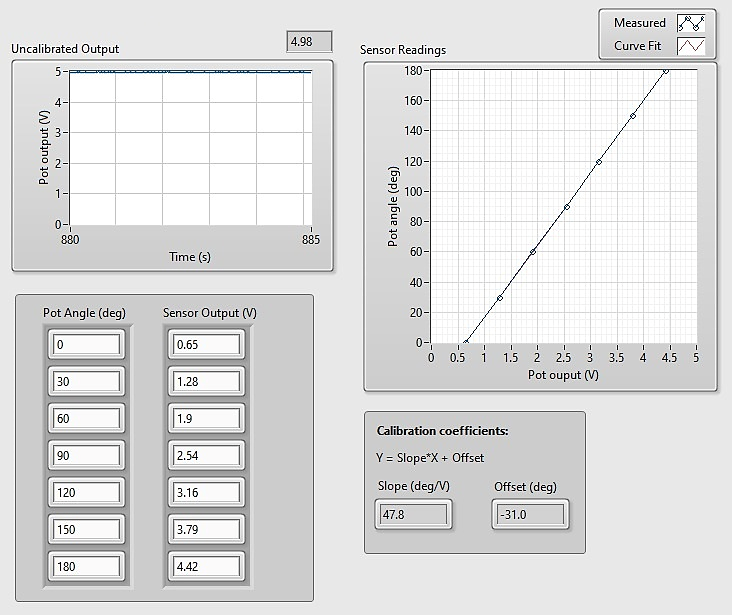 Uncalibrated Output
4.98
Pot output (V)
5
4
3
2
1
0
880
885
Time (s)
Pot Angle (deg)
Sensor Output (V)
0
0.65
30
1.28
60
1.9
90
2.54
120
3.16
150
3.79
180
4.42
Measured
Curve Fit
Sensor Readings
Pot angle (deg)
180
160
140
120
100
80
60
40
20
0
0 0.5 1 1.5 2 2.5 3 3.5 4 4.5 5
Pot ouput (V)
Calibration coefficients:
Y = Slope*X + Offset
Slope (deg/V)
Offset (deg)
47.8
-31.0